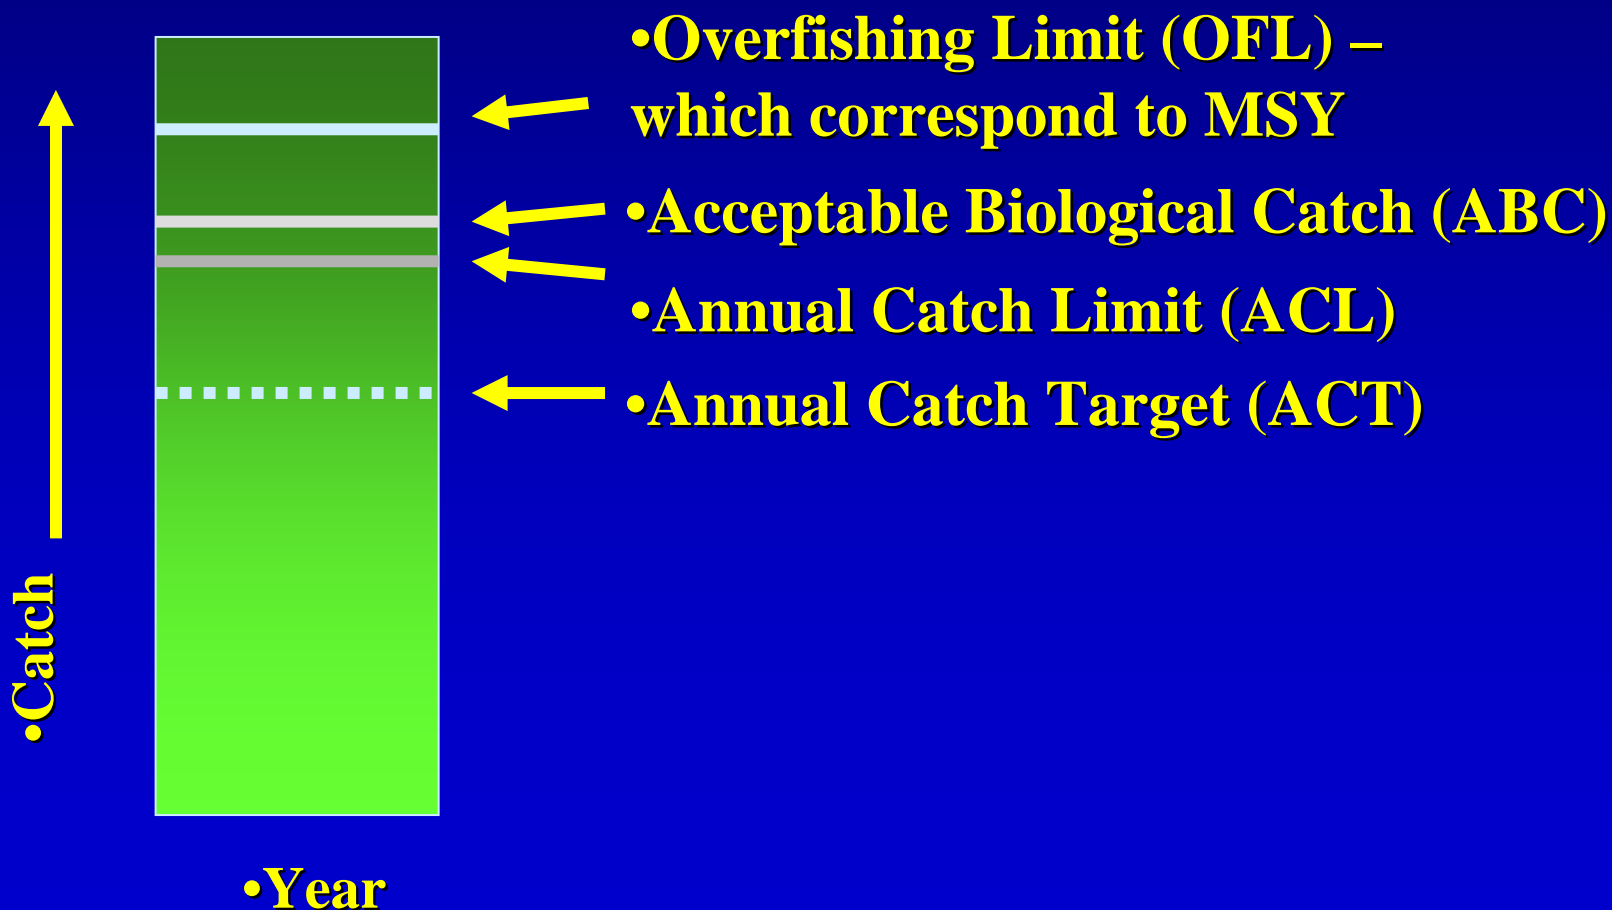 •Overfishing Limit (OFL) –
which correspond to MSY
•Acceptable Biological Catch (ABC)
•Annual Catch Limit (ACL)
•Annual Catch Target (ACT)
•Catch
•Year